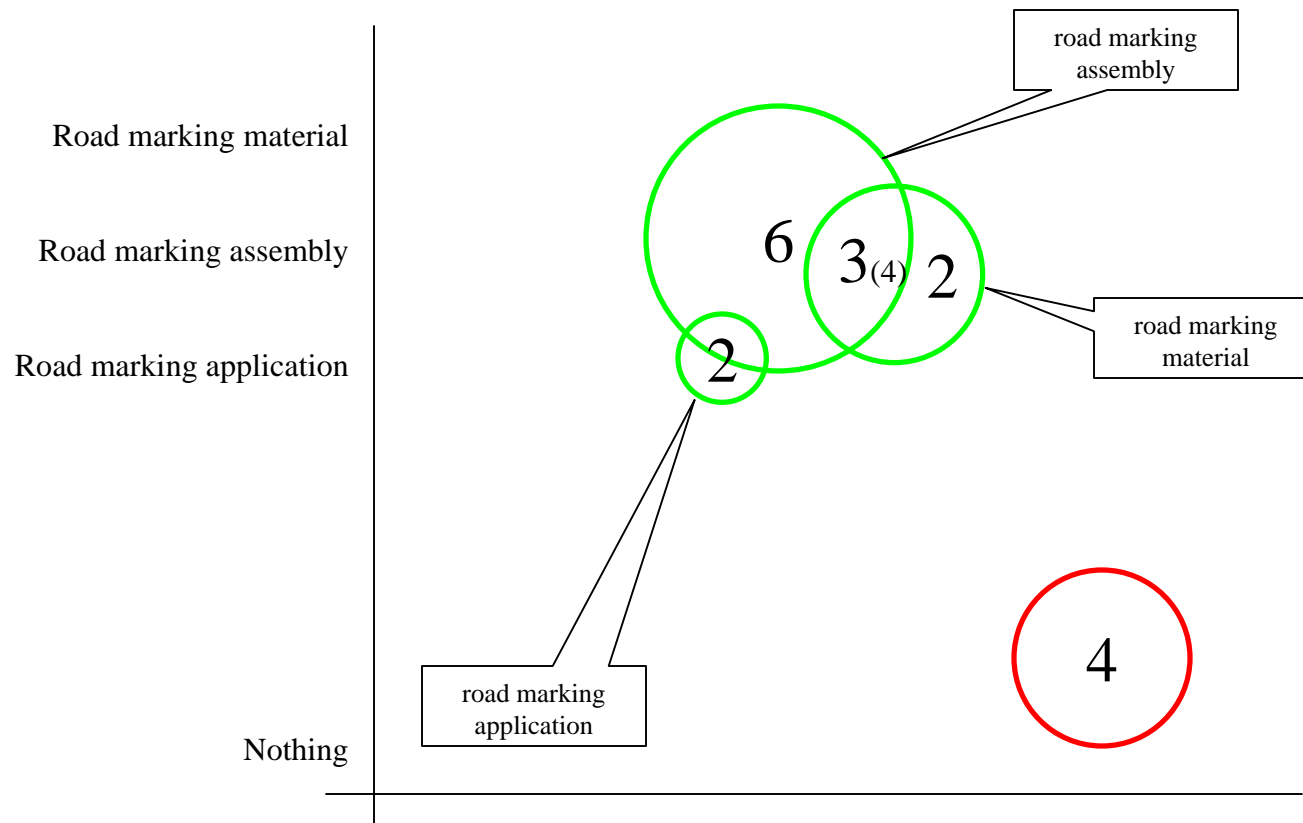 road marking
assembly
Road marking material
6
Road marking assembly
3(4)
2
road marking
material
Road marking application
2
4
road marking
application
Nothing